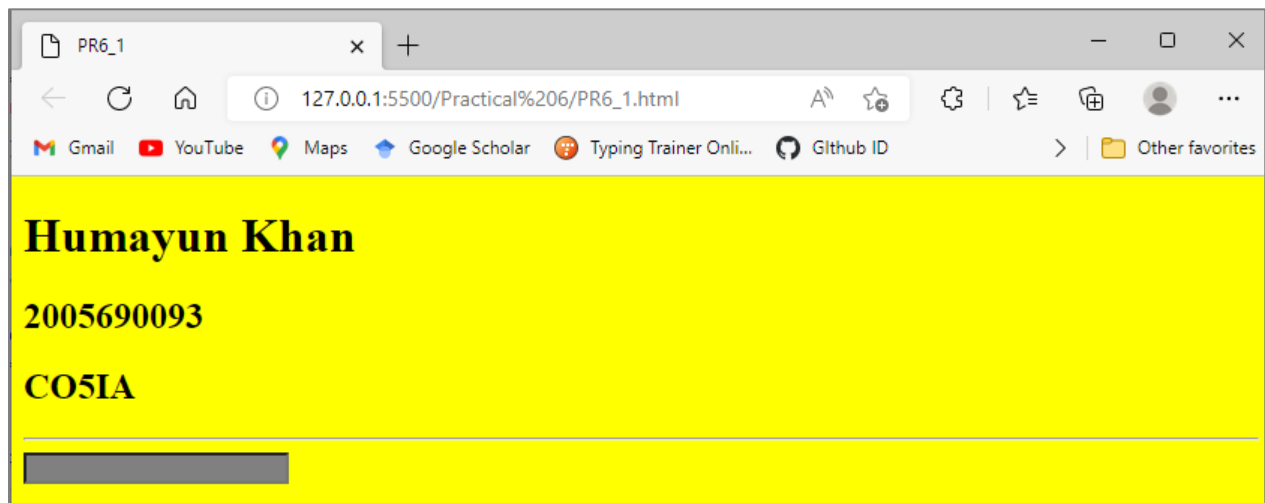 PR6_1
127.0.0.1:5500/Practical%206/PR6_1.html
Gmail YouTube Maps Google Scholar Typing Trainer Onli... GIthub ID Other favorites
Humayun Khan
2005690093
CO5IA